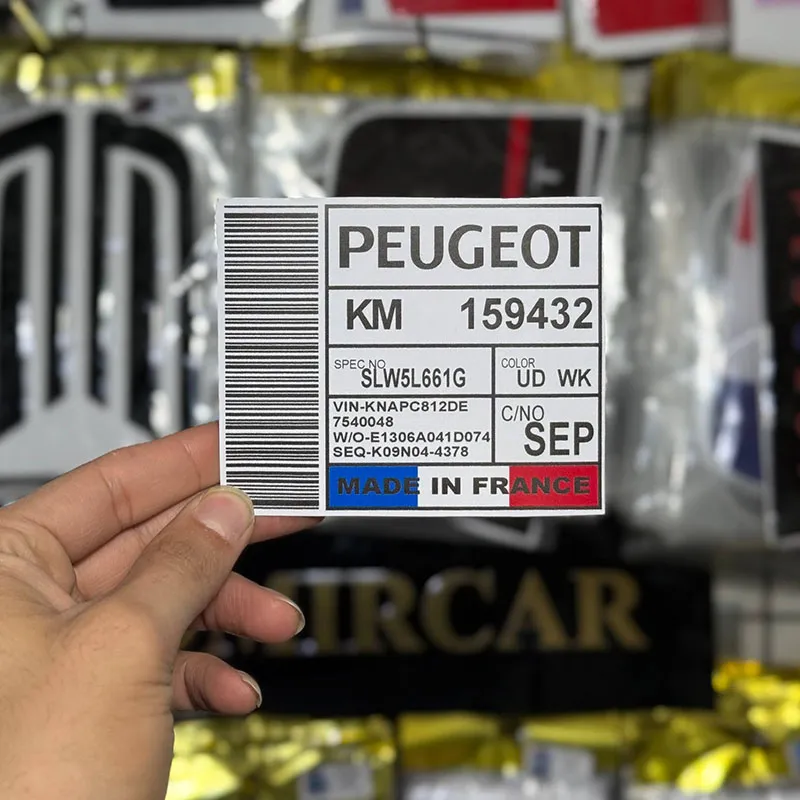 PEUGEOT
KM 159432
SPEC NO
SLW5L661G
COLOR
UD WK
VIN-KNAPC812DE
7540048
W/O-E1306A041D074
SEQ-K09N04-4378
C/NO
SEP
MADE IN FRANCE
MIRCAR